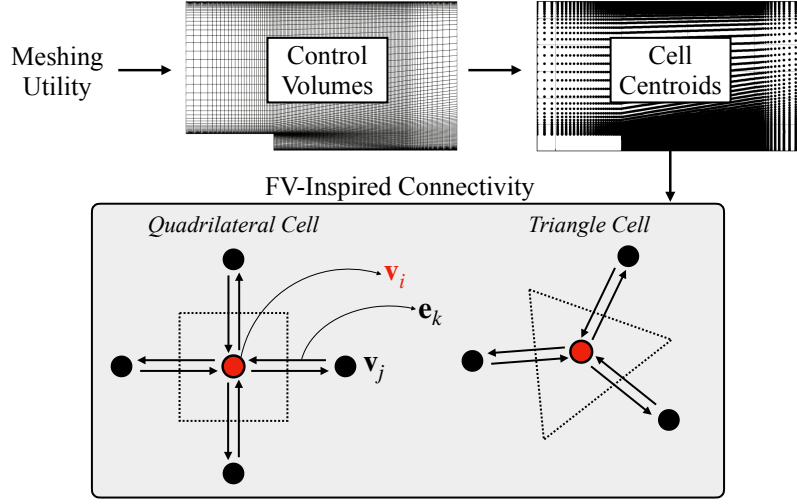 Meshing
Utility
Control
Volumes
Cell
Centroids
FV-Inspired Connectivity
Quadrilateral Cell
Triangle Cell
v_i
e_k
v_j